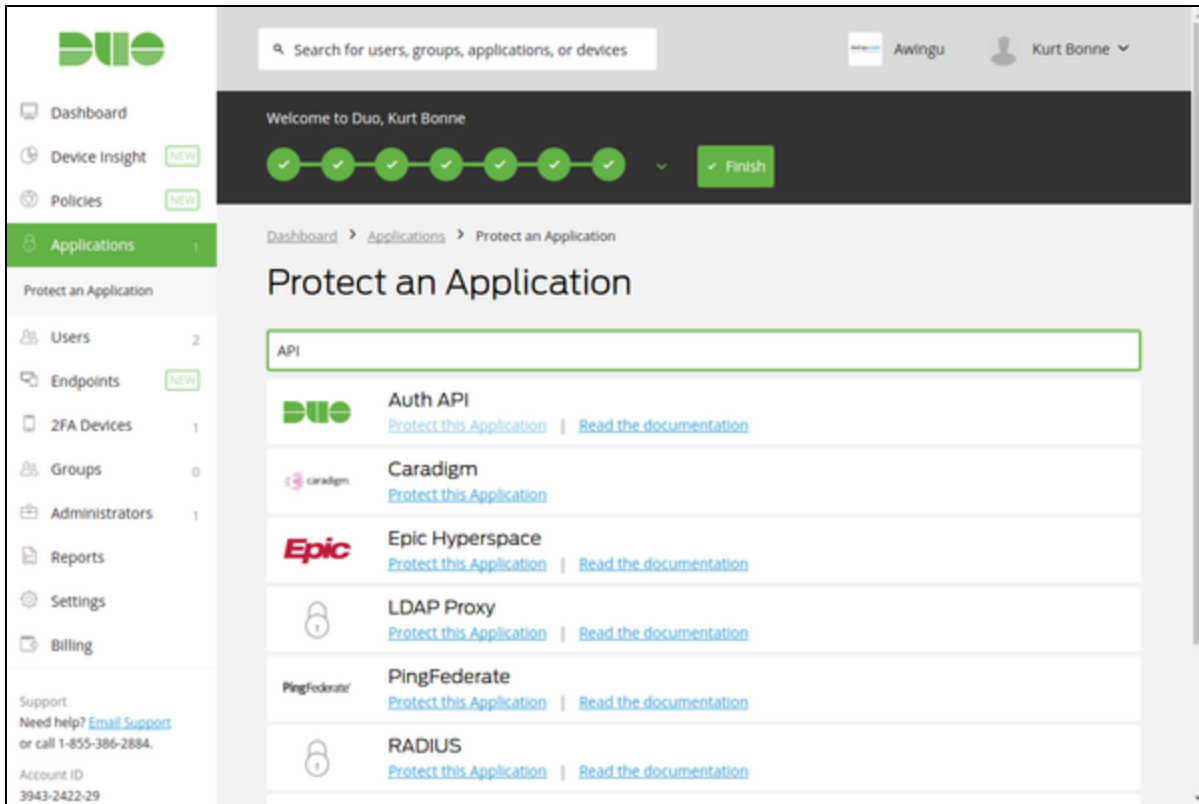 DUO
Search for users, groups, applications, or devices
Awingu
Kurt Bonne
Dashboard
Device Insight NEW
Policies NEW
Applications 1
Protect an Application
Users 2
Endpoints NEW
2FA Devices 1
Groups 0
Administrators 1
Reports
Settings
Billing
Support
Need help? Email Support
or call 1-855-386-2884.
Account ID
3943-2422-29
Welcome to Duo, Kurt Bonne
Finish
Dashboard > Applications > Protect an Application
Protect an Application
API
DUO
Auth API
Protect this Application | Read the documentation
caradigm
Caradigm
Protect this Application
Epic
Epic Hyperspace
Protect this Application | Read the documentation
LDAP Proxy
Protect this Application | Read the documentation
PingFederate
PingFederate
Protect this Application | Read the documentation
RADIUS
Protect this Application | Read the documentation